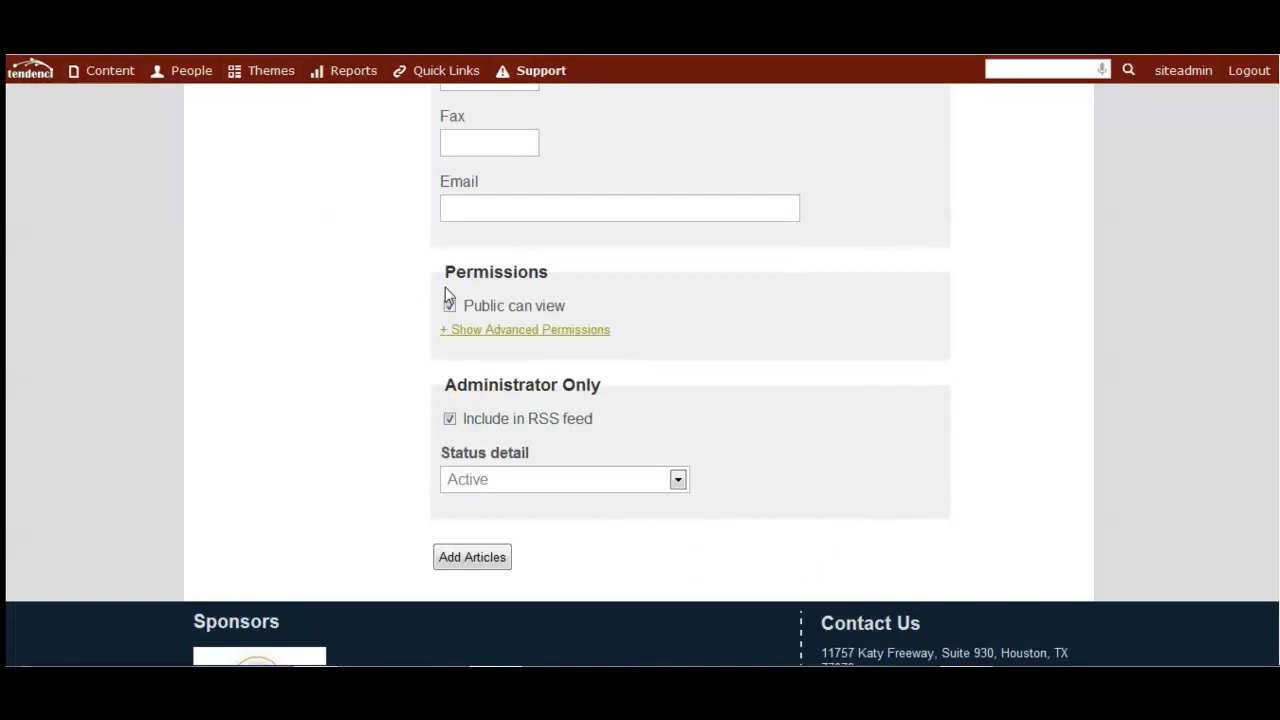 tendenci Content People Themes Reports Quick Links Support siteadmin Logout
Fax
Email
Permissions
Public can view
+ Show Advanced Permissions
Administrator Only
Include in RSS feed
Status detail
Active
Add Articles
Sponsors
Contact Us
11757 Katy Freeway, Suite 930, Houston, TX